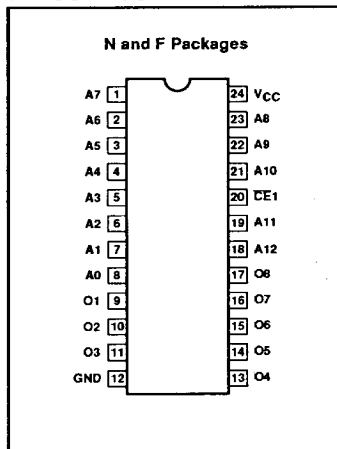 N and F Packages
A7 1 24 VCC
A6 2 23 A8
A5 3 22 A9
A4 4 21 A10
A3 5 20 C̅E̅1
A2 6 19 A11
A1 7 18 A12
A0 8 17 O8
O1 9 16 O7
O2 10 15 O6
O3 11 14 O5
GND 12 13 O4